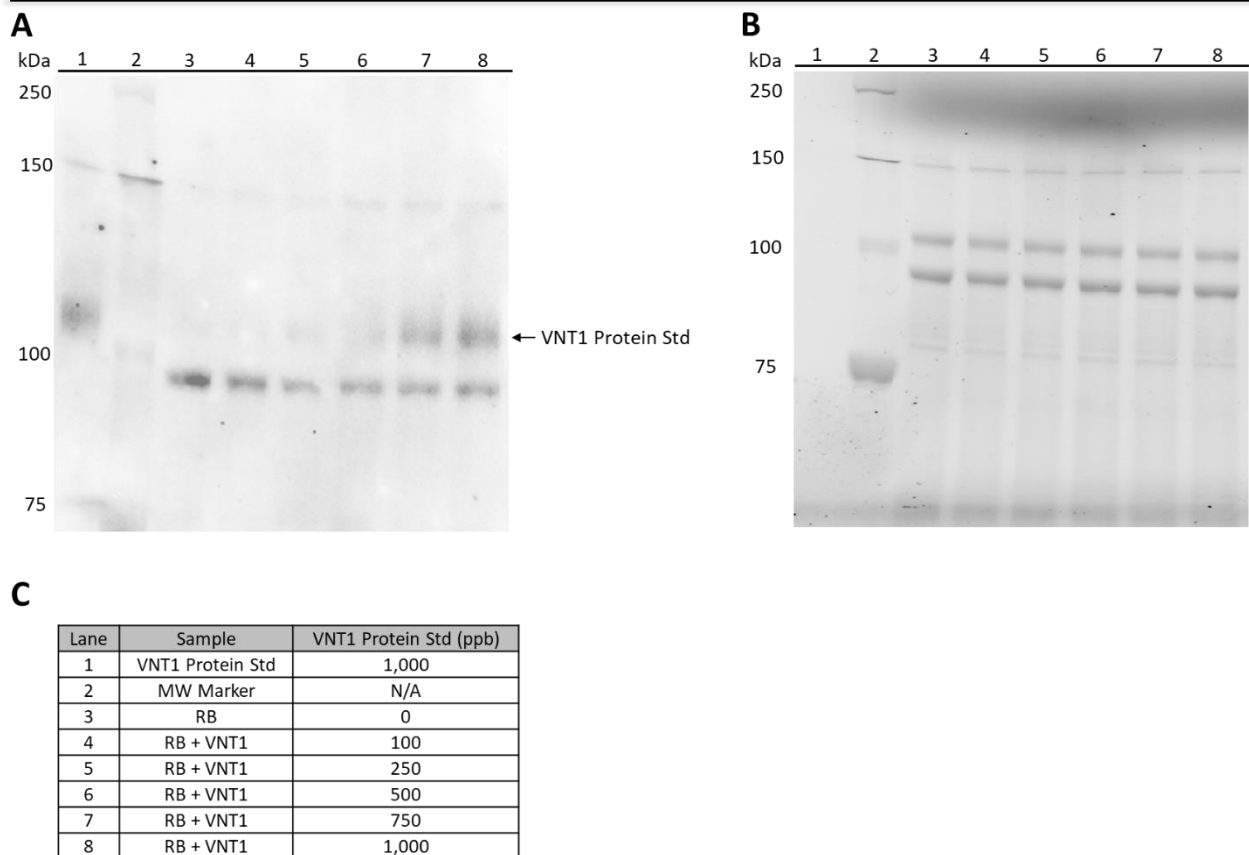 A
kDa 1 2 3 4 5 6 7 8
250
150
100
75
← VNT1 Protein Std
B
kDa 1 2 3 4 5 6 7 8
250
150
100
75
C
Lane Sample VNT1 Protein Std (ppb)
1 VNT1 Protein Std 1,000
2 MW Marker N/A
3 RB 0
4 RB + VNT1 100
5 RB + VNT1 250
6 RB + VNT1 500
7 RB + VNT1 750
8 RB + VNT1 1,000